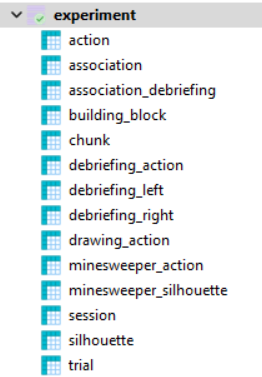 experiment
action
association
association_debriefing
building_block
chunk
debriefing_action
debriefing_left
debriefing_right
drawing_action
minesweeper_action
minesweeper_silhouette
session
silhouette
trial